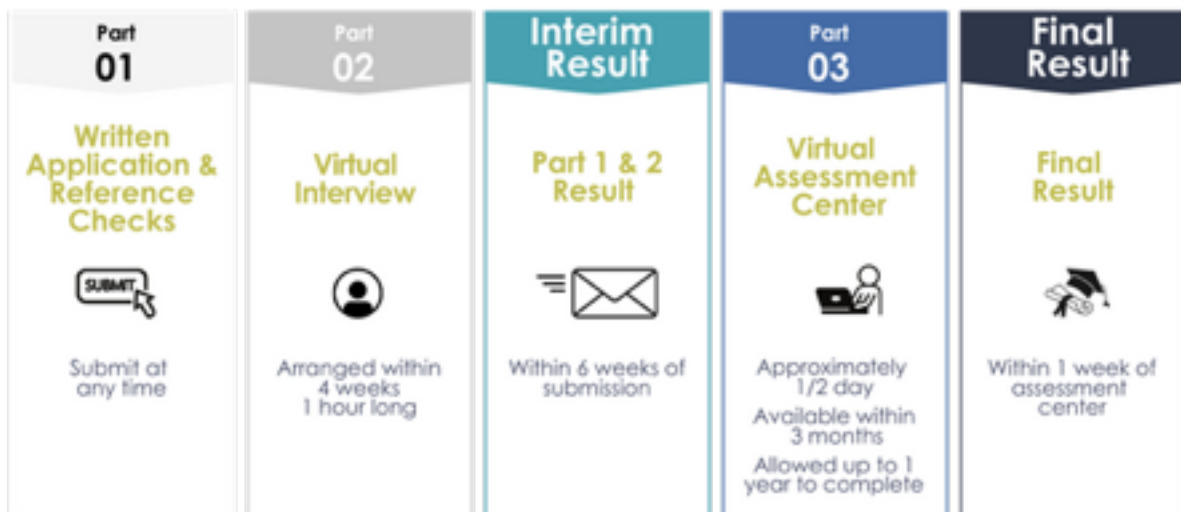 Part
01
Written
Application &
Reference
Checks
SUBMIT
Submit at
any time
Part
02
Virtual
Interview
Arranged within
4 weeks
1 hour long
Interim
Result
Part 1 & 2
Result
Within 6 weeks of
submission
Part
03
Virtual
Assessment
Center
Approximately
1/2 day
Available within
3 months
Allowed up to 1
year to complete
Final
Result
Final
Result
Within 1 week of
assessment
center